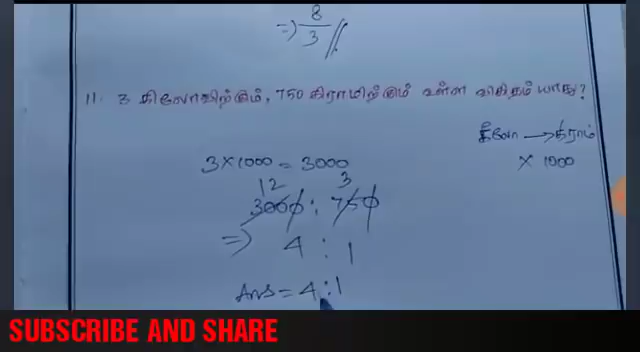 =) 8/3 //
11. 3 கிலோவிற்கும், 750 கிராமிற்கும் உள்ள விகிதம் யாது?
கிலோ → கிராம்
3×1000 = 3000
× 1000
12 3
3000 : 750
=) 4 : 1
Ans = 4:1
SUBSCRIBE AND SHARE